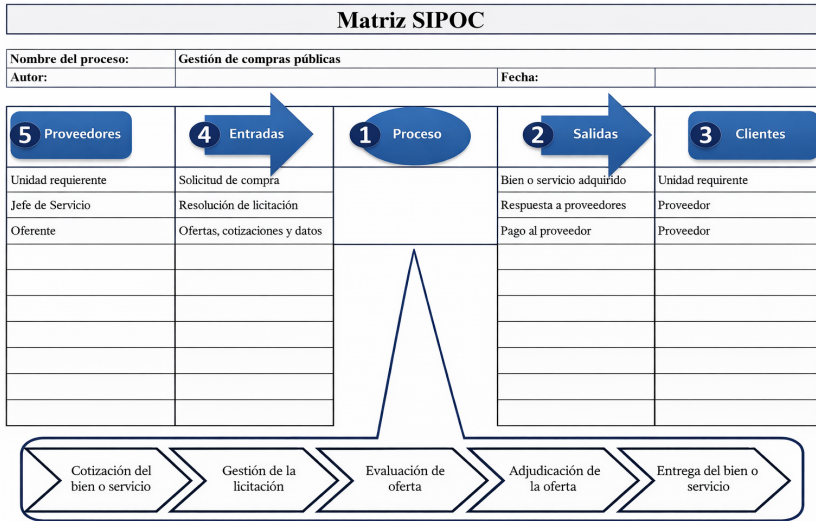 Matriz SIPOC
Nombre del proceso: Gestión de compras públicas
Autor: Fecha:
5 Proveedores 4 Entradas 1 Proceso 2 Salidas 3 Clientes
Unidad requierente Solicitud de compra Bien o servicio adquirido Unidad requirente
Jefe de Servicio Resolución de licitación Respuesta a proveedores Proveedor
Oferente Ofertas, cotizaciones y datos Pago al proveedor Proveedor
Cotización del
bien o servicio
Gestión de la
licitación
Evaluación de
oferta
Adjudicación de
la oferta
Entrega del bien o
servicio